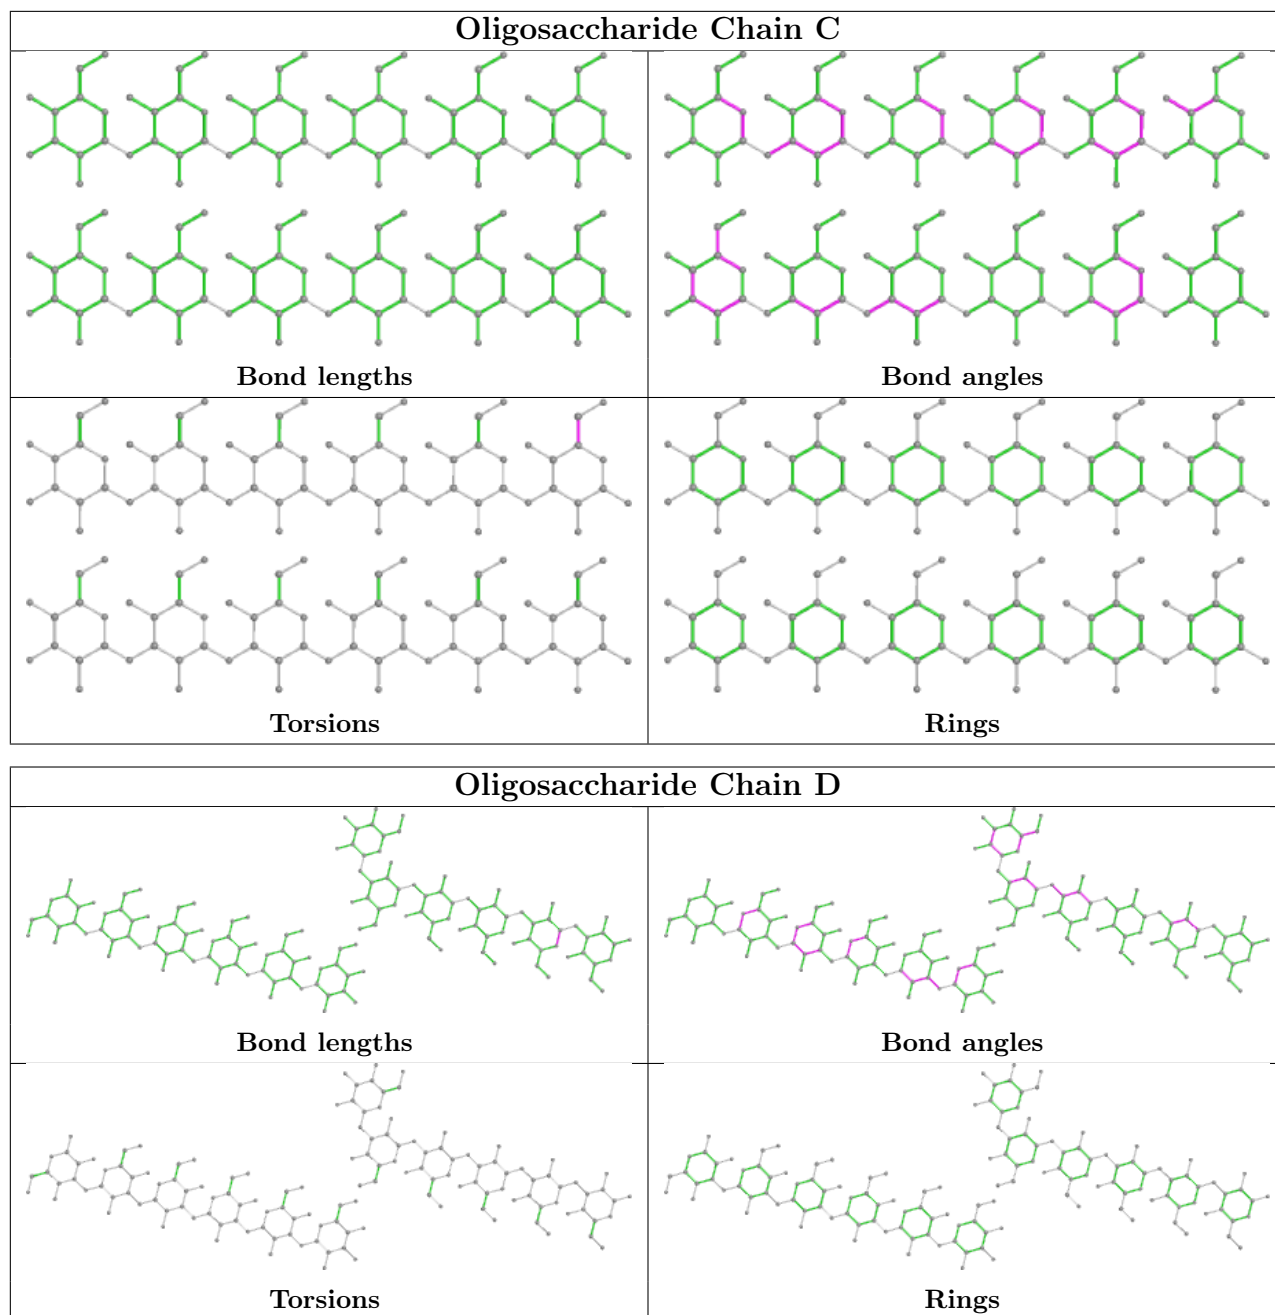 Oligosaccharide Chain C
Bond lengths
Bond angles
Torsions
Rings
Oligosaccharide Chain D
Bond lengths
Bond angles
Torsions
Rings